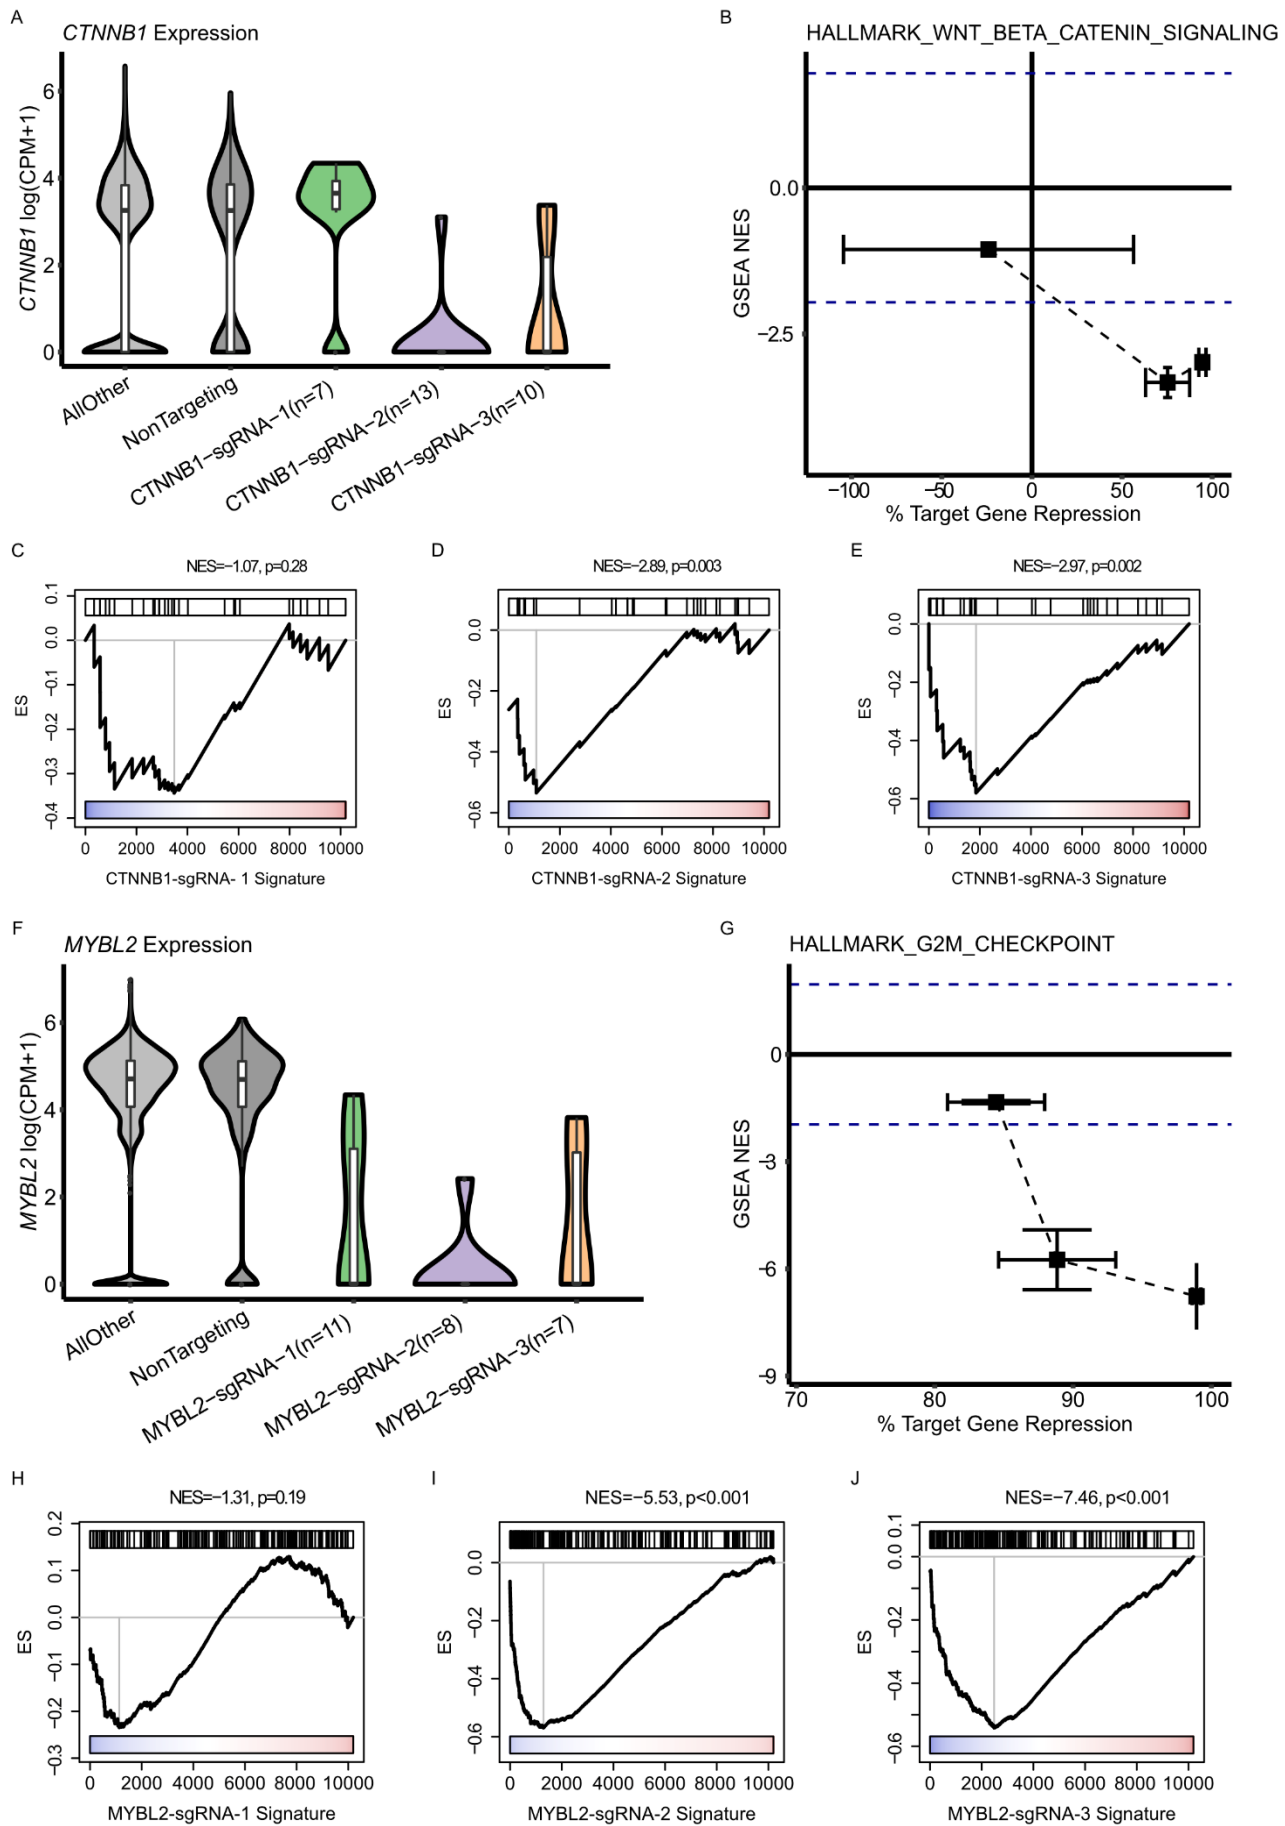 A
CTNNB1 Expression
CTNNB1 log(CPM+1)
6
4
2
0
AllOther
NonTargeting
CTNNB1−sgRNA−1(n=7)
CTNNB1−sgRNA−2(n=13)
CTNNB1−sgRNA−3(n=10)
B
HALLMARK_WNT_BETA_CATENIN_SIGNALING
GSEA NES
0.0
−2.5
−100 −50 0 50 100
% Target Gene Repression
C
NES=−1.07, p=0.28
ES
0.1
0.0
−0.1
−0.2
−0.3
−0.4
0 2000 4000 6000 8000 10000
CTNNB1-sgRNA- 1 Signature
D
NES=−2.89, p=0.003
ES
0.0
−0.2
−0.4
−0.6
0 2000 4000 6000 8000 10000
CTNNB1-sgRNA-2 Signature
E
NES=−2.97, p=0.002
ES
0.0
−0.2
−0.4
−0.6
0 2000 4000 6000 8000 10000
CTNNB1-sgRNA-3 Signature
F
MYBL2 Expression
MYBL2 log(CPM+1)
6
4
2
0
AllOther
NonTargeting
MYBL2−sgRNA−1(n=11)
MYBL2−sgRNA−2(n=8)
MYBL2−sgRNA−3(n=7)
G
HALLMARK_G2M_CHECKPOINT
GSEA NES
0
−3
−6
−9
70 80 90 100
% Target Gene Repression
H
NES=−1.31, p=0.19
ES
0.2
0.1
0.0
−0.1
−0.2
−0.3
0 2000 4000 6000 8000 10000
MYBL2-sgRNA-1 Signature
I
NES=−5.53, p<0.001
ES
0.0
−0.2
−0.4
−0.6
0 2000 4000 6000 8000 10000
MYBL2-sgRNA-2 Signature
J
NES=−7.46, p<0.001
ES
0.1
0.0
−0.2
−0.4
−0.6
0 2000 4000 6000 8000 10000
MYBL2-sgRNA-3 Signature